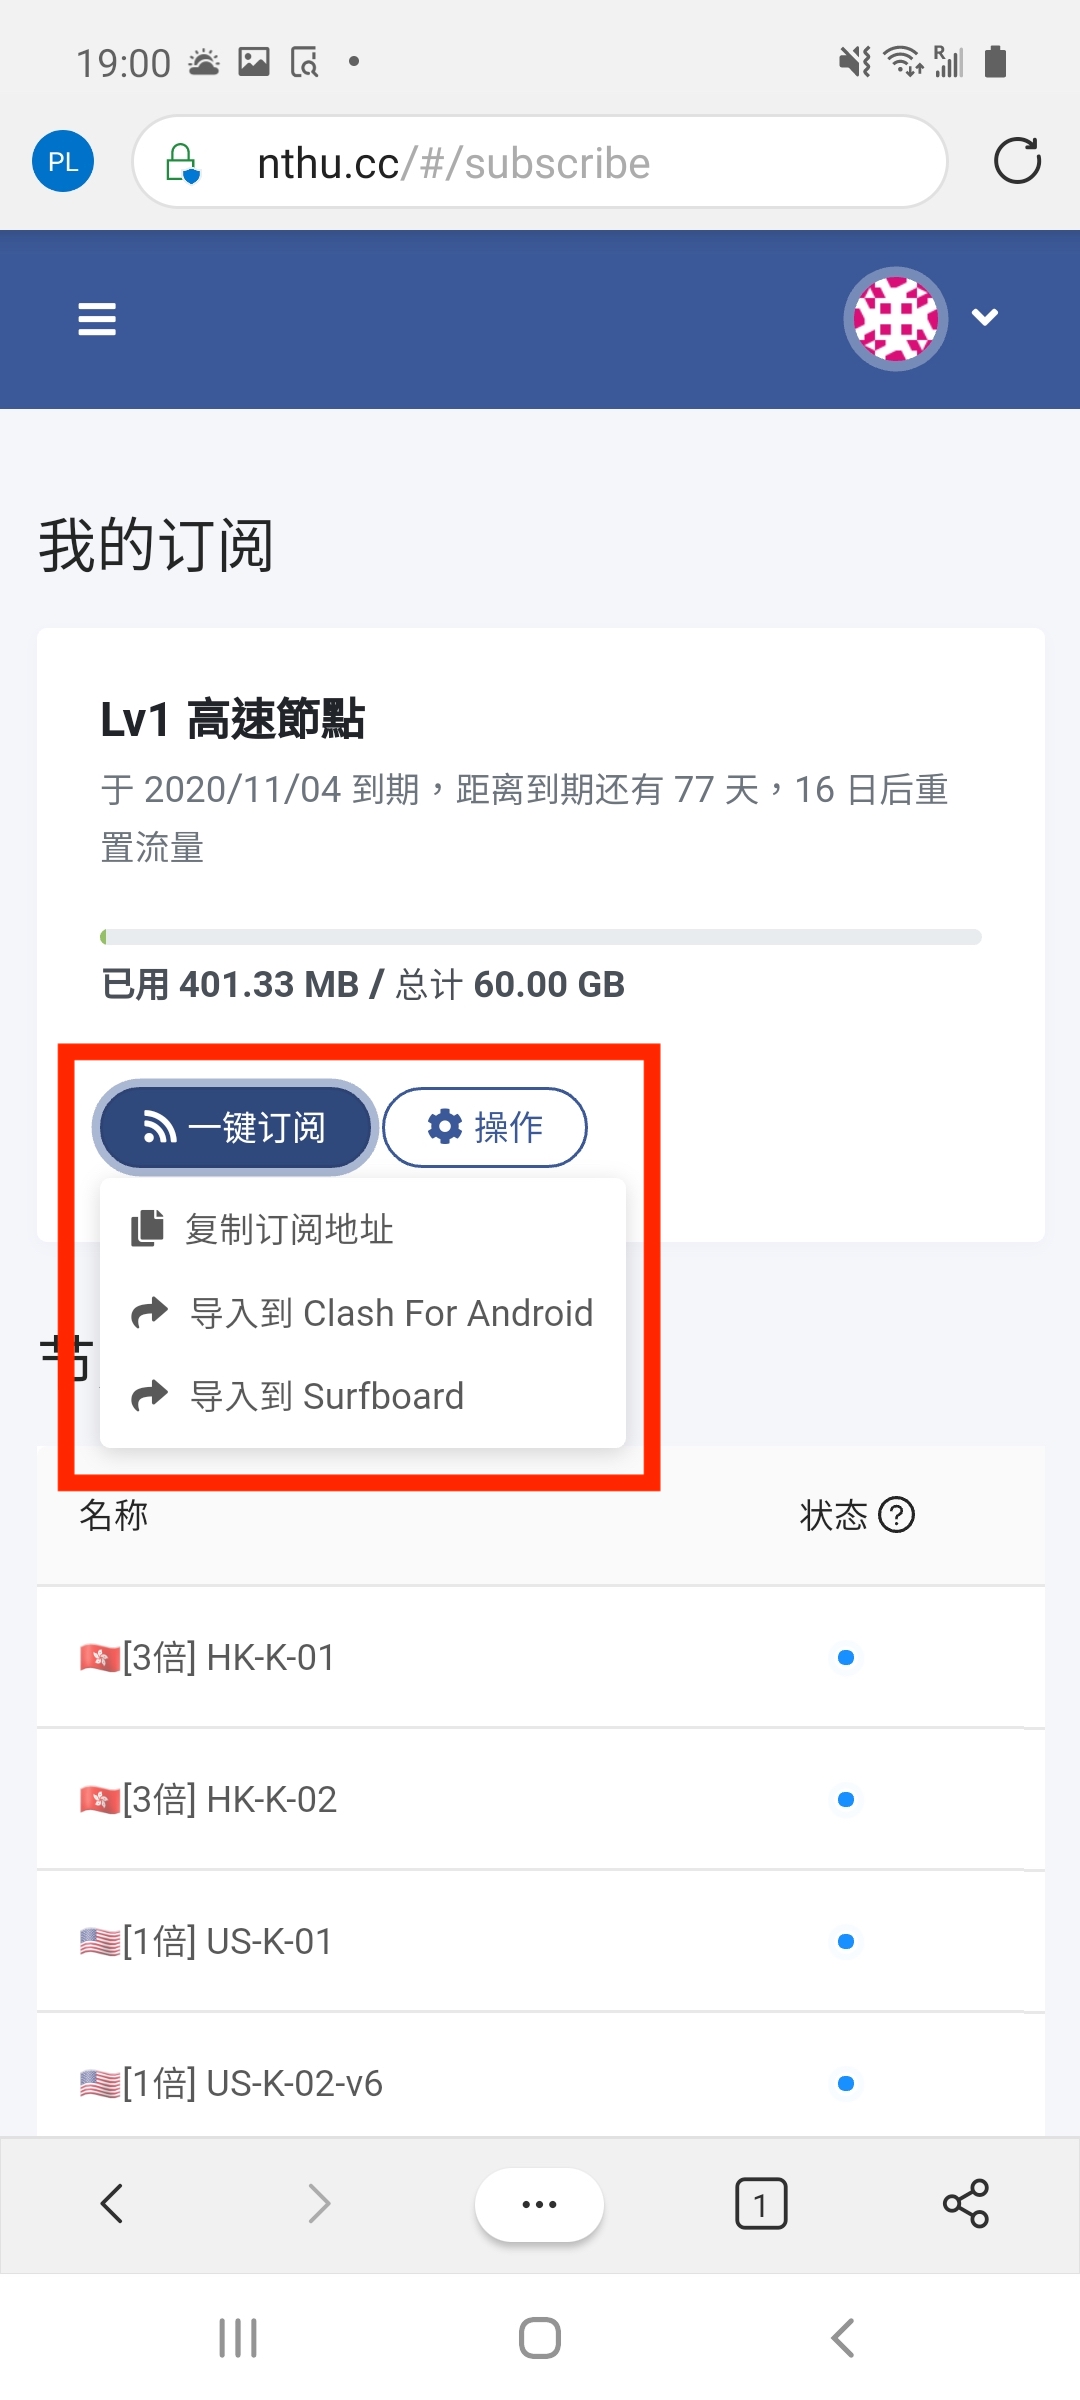 19:00
R
PL
nthu.cc/#/subscribe
我的订阅
Lv1 高速節點
于 2020/11/04 到期，距离到期还有 77 天，16 日后重
置流量
已用 401.33 MB / 总计 60.00 GB
一键订阅
操作
复制订阅地址
导入到 Clash For Android
导入到 Surfboard
节
名称
状态
[3倍] HK-K-01
[3倍] HK-K-02
[1倍] US-K-01
[1倍] US-K-02-v6
1